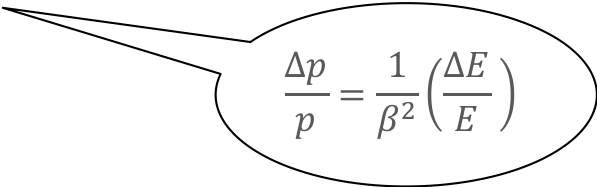 Δp/p = 1/β² (ΔE/E)